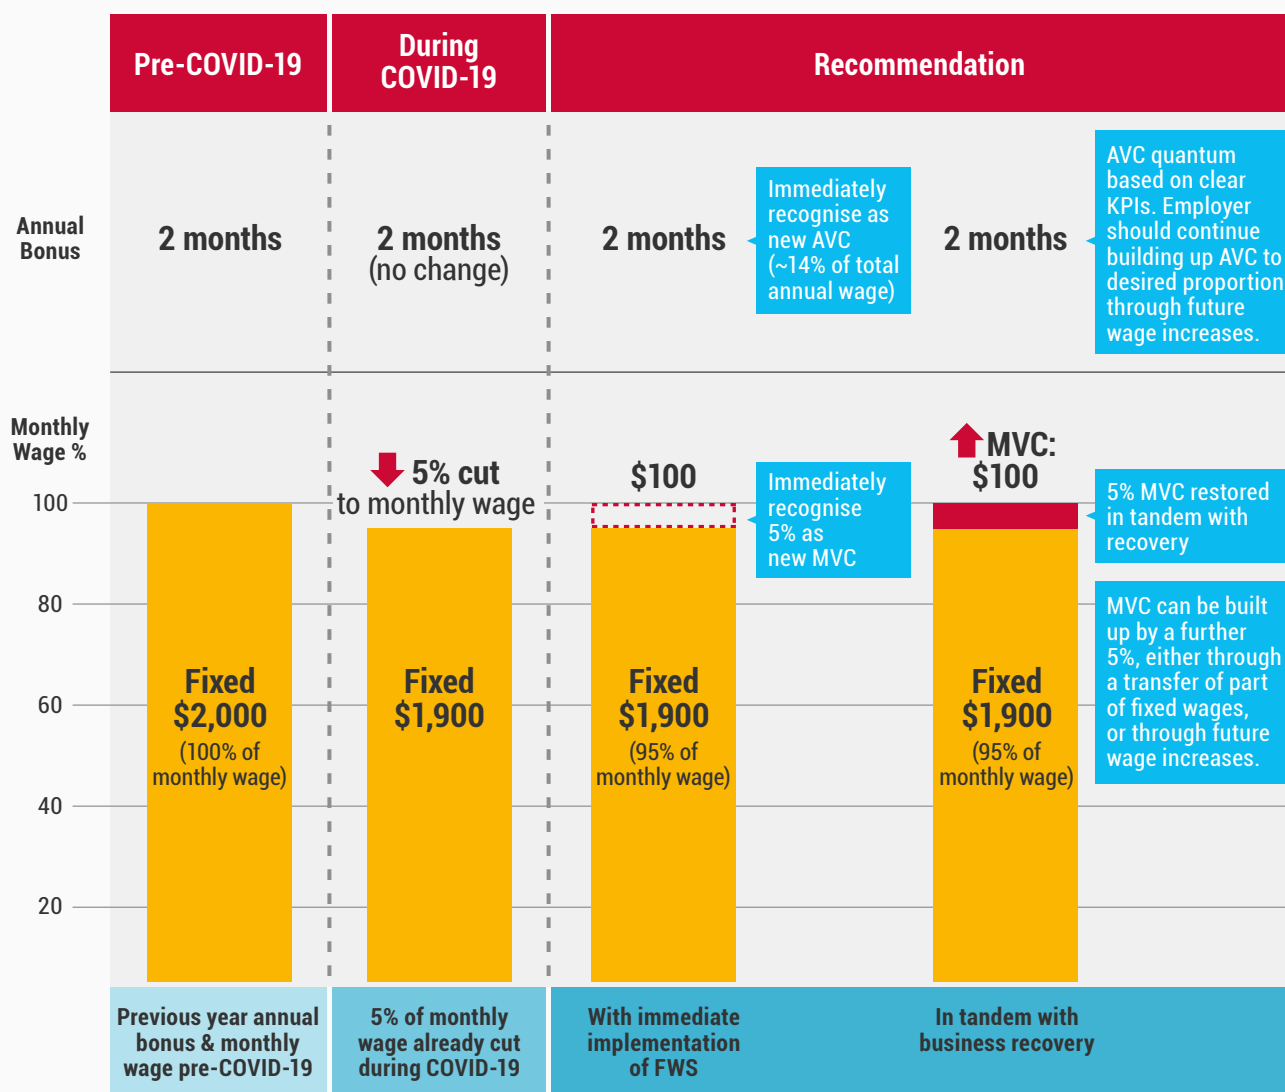 Pre-COVID-19
During
COVID-19
Recommendation
Annual
Bonus
2 months
2 months
(no change)
2 months
Immediately
recognise as
new AVC
(~14% of total
annual wage)
2 months
AVC quantum
based on clear
KPIs. Employer
should continue
building up AVC to
desired proportion
through future
wage increases.
Monthly
Wage %
100
80
60
40
20
Fixed
$2,000
(100% of
monthly wage)
5% cut
to monthly wage
Fixed
$1,900
$100
Immediately
recognise
5% as
new MVC
Fixed
$1,900
(95% of
monthly wage)
MVC:
$100
5% MVC restored
in tandem with
recovery
MVC can be built
up by a further
5%, either through
a transfer of part
of fixed wages,
or through future
wage increases.
Fixed
$1,900
(95% of
monthly wage)
Previous year annual
bonus & monthly
wage pre-COVID-19
5% of monthly
wage already cut
during COVID-19
With immediate
implementation
of FWS
In tandem with
business recovery